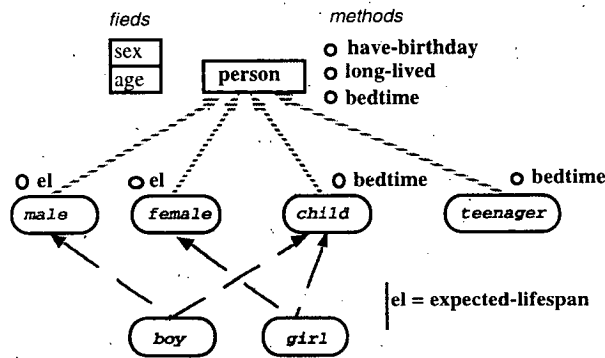 fieds
methods
sex
age
person
have-birthday
long-lived
bedtime
el
el
bedtime
bedtime
male
female
child
teenager
el = expected-lifespan
boy
girl